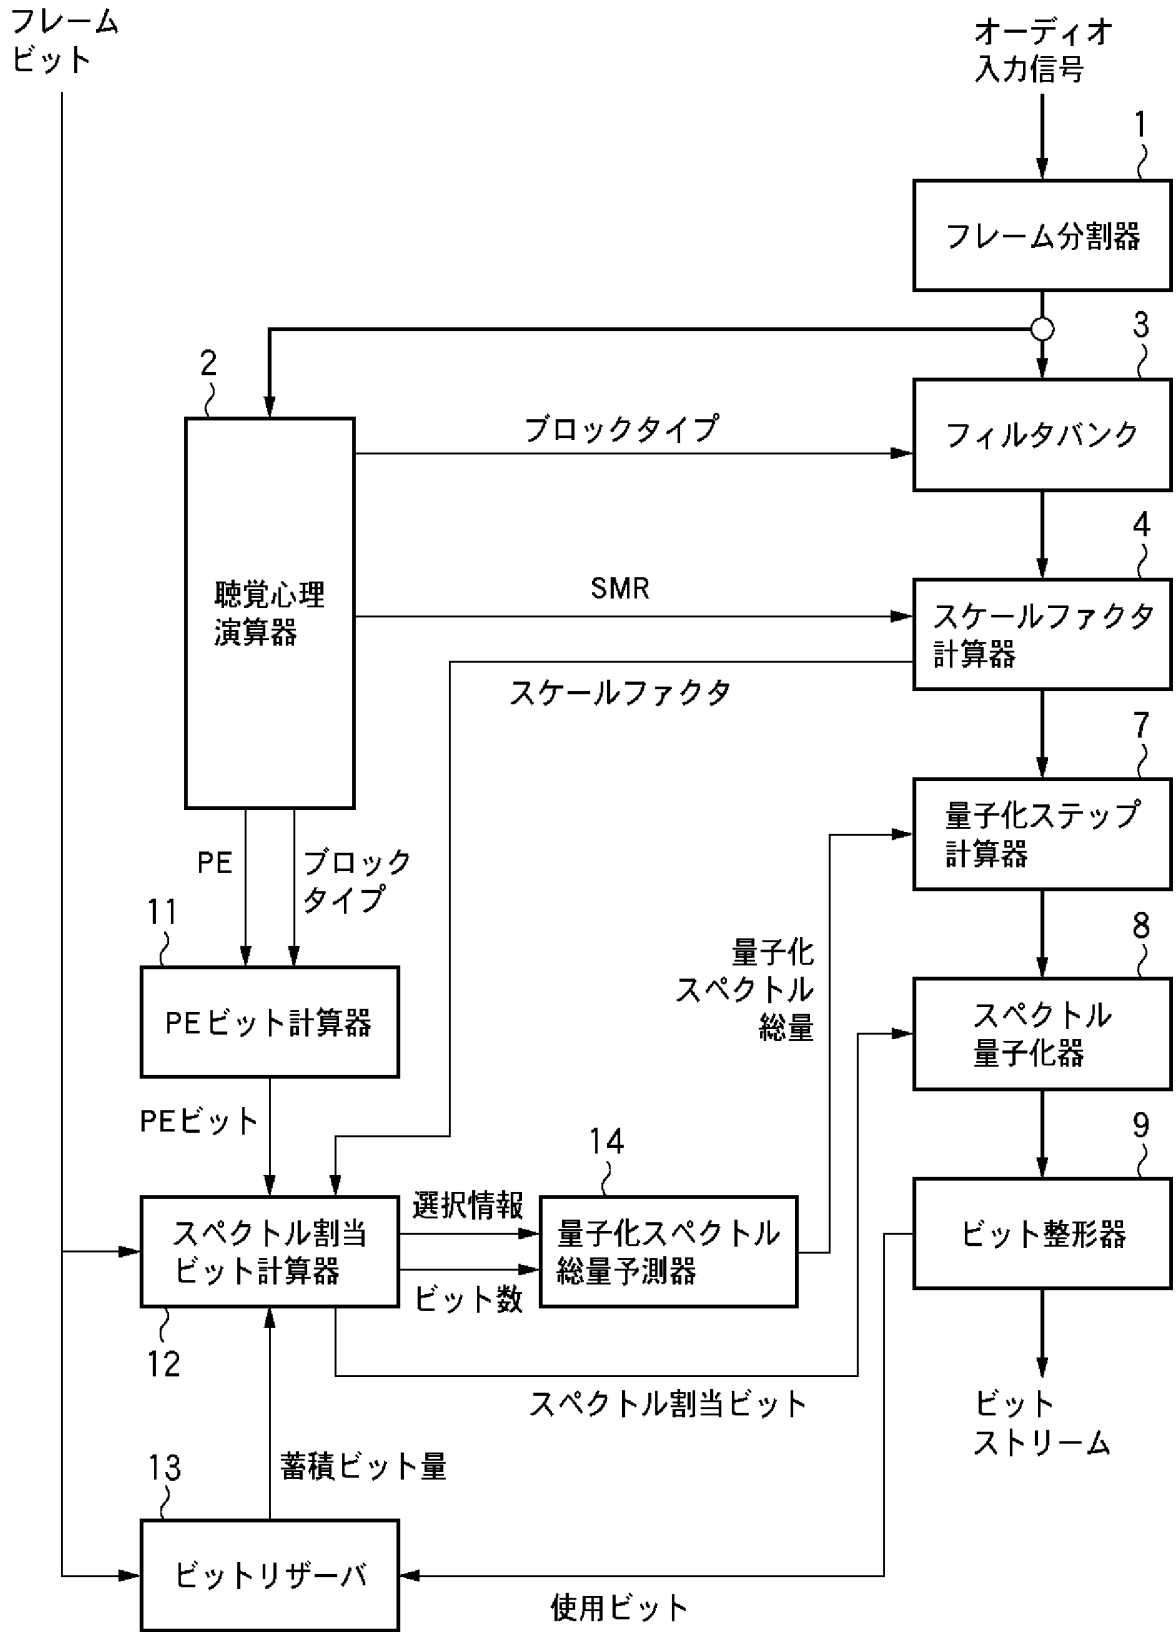 フレーム
ビット
オーディオ
入力信号
1
フレーム分割器
2
3
ブロックタイプ
フィルタバンク
4
聴覚心理
演算器
SMR
スケールファクタ
計算器
スケールファクタ
7
量子化ステップ
計算器
PE
ブロック
タイプ
11
PEビット計算器
量子化
スペクトル
総量
8
スペクトル
量子化器
PEビット
14
9
スペクトル割当
ビット計算器
選択情報
ビット数
量子化スペクトル
総量予測器
ビット整形器
12
スペクトル割当ビット
ビット
ストリーム
13
蓄積ビット量
ビットリザーバ
使用ビット